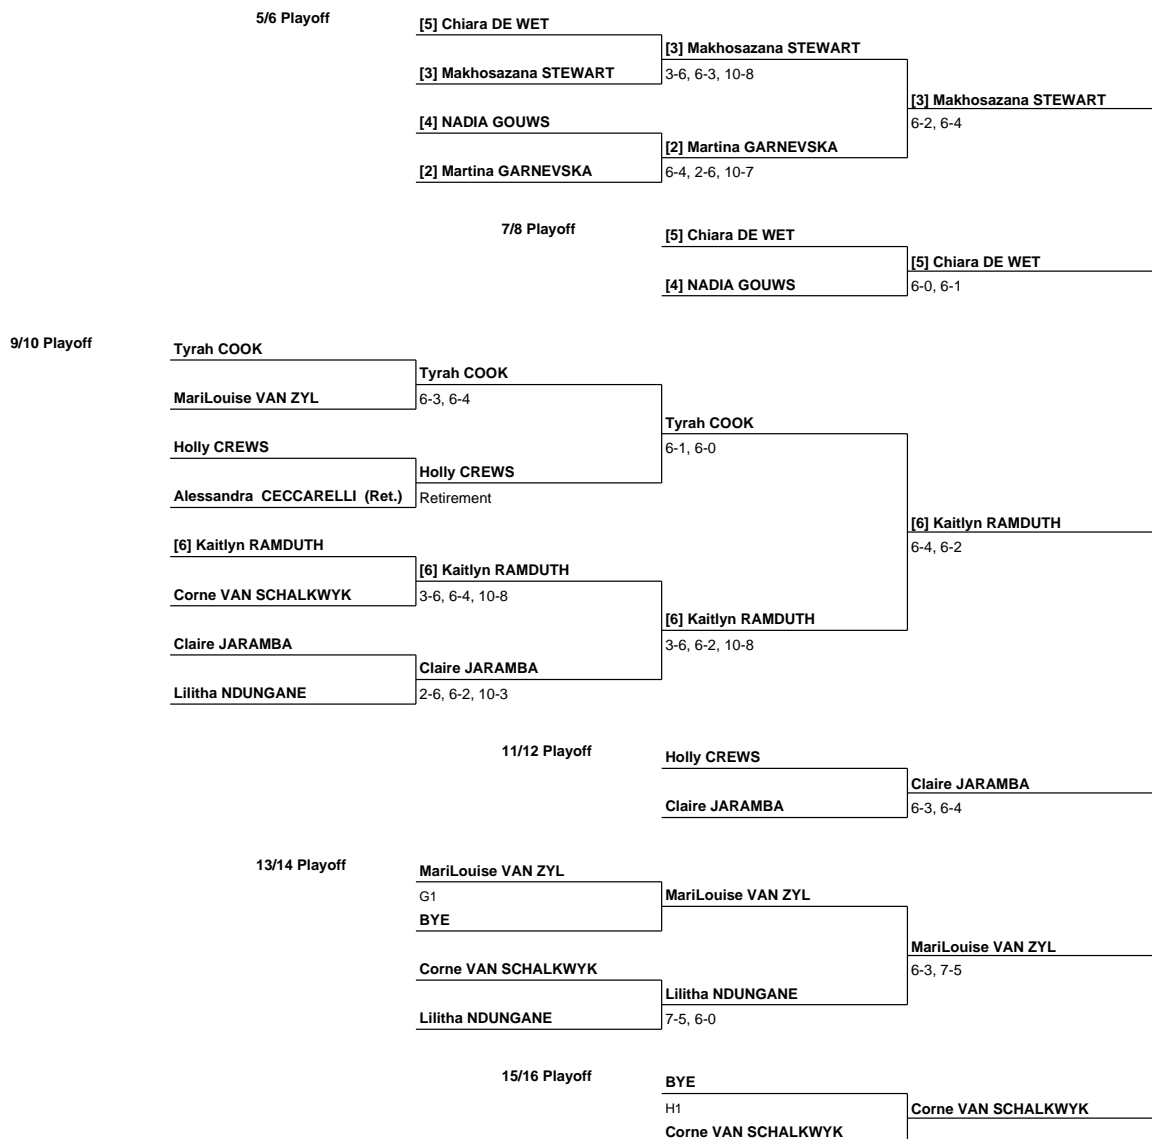 5/6 Playoff
[5] Chiara DE WET
[3] Makhosazana STEWART
[3] Makhosazana STEWART
3-6, 6-3, 10-8
[3] Makhosazana STEWART
6-2, 6-4
[4] NADIA GOUWS
[2] Martina GARNEVSKA
[2] Martina GARNEVSKA
6-4, 2-6, 10-7
7/8 Playoff
[5] Chiara DE WET
[5] Chiara DE WET
[4] NADIA GOUWS
6-0, 6-1
9/10 Playoff
Tyrah COOK
Tyrah COOK
MariLouise VAN ZYL
6-3, 6-4
Tyrah COOK
6-1, 6-0
Holly CREWS
Holly CREWS
Alessandra CECCARELLI (Ret.)
Retirement
[6] Kaitlyn RAMDUTH
6-4, 6-2
[6] Kaitlyn RAMDUTH
[6] Kaitlyn RAMDUTH
Corne VAN SCHALKWYK
3-6, 6-4, 10-8
[6] Kaitlyn RAMDUTH
3-6, 6-2, 10-8
Claire JARAMBA
Claire JARAMBA
Lilitha NDUNGANE
2-6, 6-2, 10-3
11/12 Playoff
Holly CREWS
Claire JARAMBA
Claire JARAMBA
6-3, 6-4
13/14 Playoff
MariLouise VAN ZYL
G1
MariLouise VAN ZYL
BYE
MariLouise VAN ZYL
6-3, 7-5
Corne VAN SCHALKWYK
Lilitha NDUNGANE
Lilitha NDUNGANE
7-5, 6-0
15/16 Playoff
BYE
H1
Corne VAN SCHALKWYK
Corne VAN SCHALKWYK